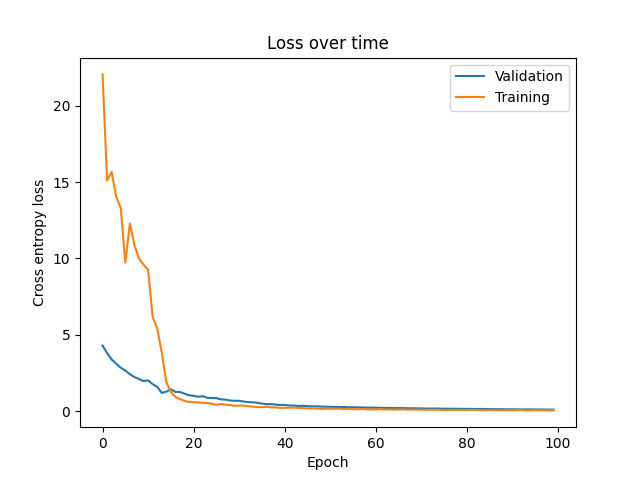 Loss over time
Validation
Training
Cross entropy loss
20
15
10
5
0
0 20 40 60 80 100
Epoch